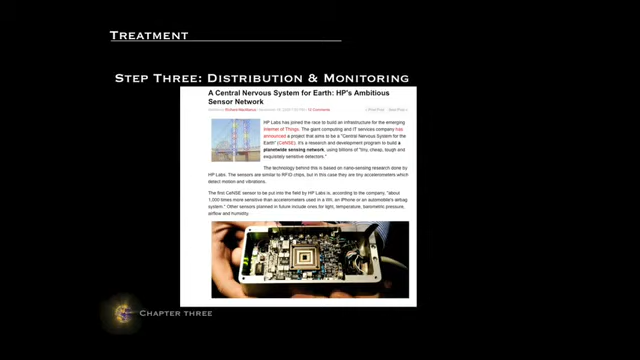 TREATMENT
STEP THREE: DISTRIBUTION & MONITORING
A Central Nervous System for Earth: HP's Ambitious
Sensor Network
HP Labs has joined the race to build an infrastructure for the emerging
Internet of Things. The giant computing and IT services company has
announced a project that aims to be a "Central Nervous System for the
Earth" (CeNSE). It's a research and development program to build a
planetwide sensing network, using billions of "tiny, cheap, tough and
exquisitely sensitive detectors."
The technology behind this is based on nano-sensing research done by
HP Labs. The sensors are similar to RFID chips, but in this case they are tiny accelerometers which
detect motion and vibrations.
The first CeNSE sensor to be put into the field by HP Labs is, according to the company, "about
1,000 times more sensitive than accelerometers used in a Wii, an iPhone or an automobile's airbag
system." Other sensors planned in future include ones for light, temperature, barometric pressure,
airflow and humidity.
CHAPTER THREE